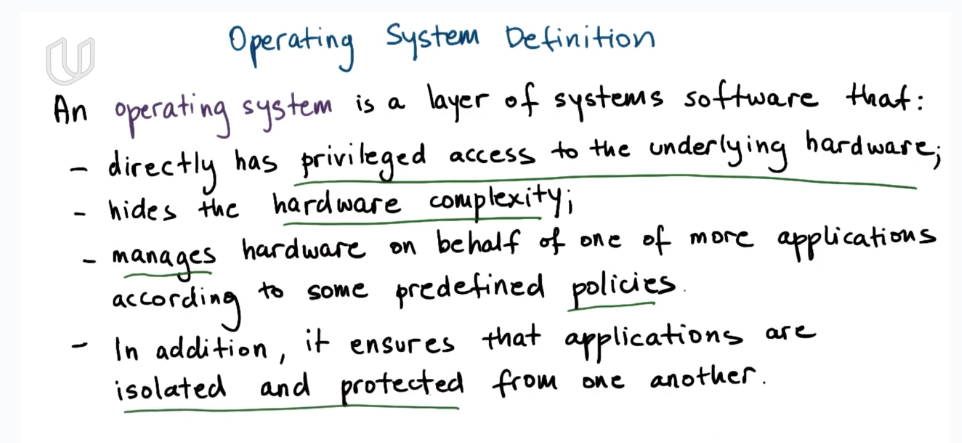 Operating System Definition
An operating system is a layer of systems software that:
- directly has privileged access to the underlying hardware;
- hides the hardware complexity;
- manages hardware on behalf of one of more applications
according to some predefined policies.
- In addition, it ensures that applications are
isolated and protected from one another.